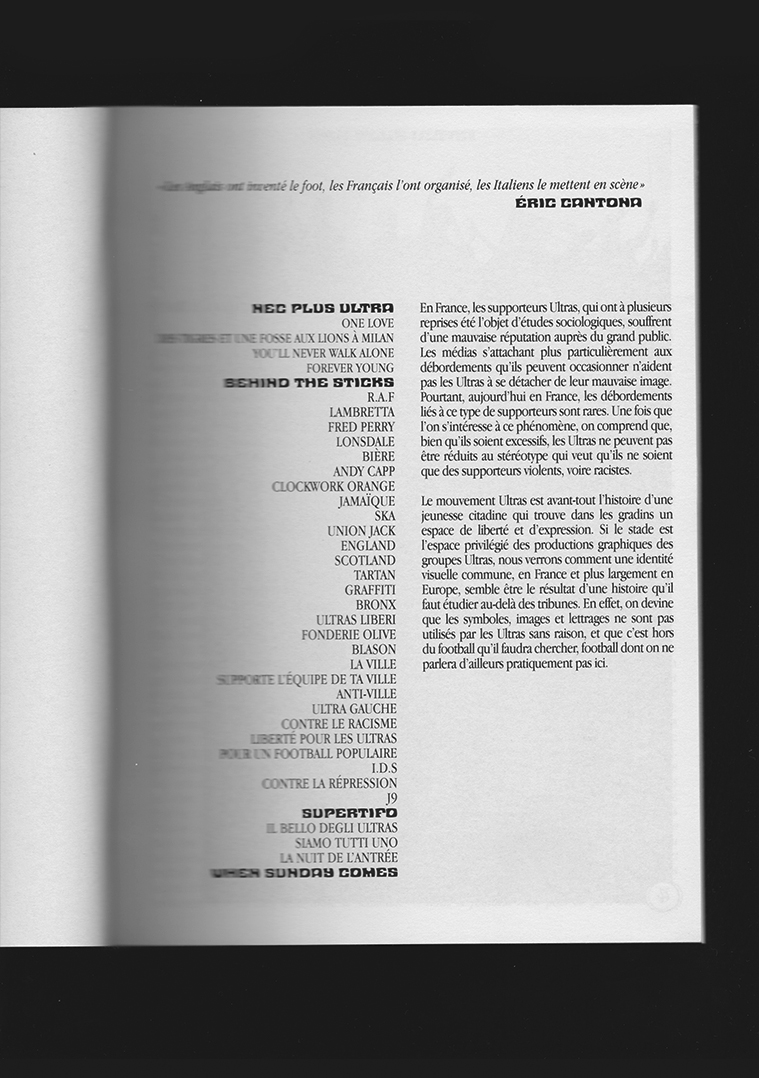 «Les Anglais ont inventé le foot, les Français l'ont organisé, les Italiens le mettent en scène»
ÉRIC CANTONA
NEC PLUS ULTRA
ONE LOVE
DES TIGRES ET UNE FOSSE AUX LIONS À MILAN
YOU'LL NEVER WALK ALONE
FOREVER YOUNG
BEHIND THE STICKS
R.A.F
LAMBRETTA
FRED PERRY
LONSDALE
BIÈRE
ANDY CAPP
CLOCKWORK ORANGE
JAMAÏQUE
SKA
UNION JACK
ENGLAND
SCOTLAND
TARTAN
GRAFFITI
BRONX
ULTRAS LIBERI
FONDERIE OLIVE
BLASON
LA VILLE
SUPPORTE L'ÉQUIPE DE TA VILLE
ANTI-VILLE
ULTRA GAUCHE
CONTRE LE RACISME
LIBERTÉ POUR LES ULTRAS
POUR UN FOOTBALL POPULAIRE
I.D.S
CONTRE LA RÉPRESSION
J9
SUPERTIFO
IL BELLO DEGLI ULTRAS
SIAMO TUTTI UNO
LA NUIT DE L'ANTRÉE
WHEN SUNDAY COMES
En France, les supporteurs Ultras, qui ont à plusieurs
reprises été l'objet d'études sociologiques, souffrent
d'une mauvaise réputation auprès du grand public.
Les médias s'attachant plus particulièrement aux
débordements qu'ils peuvent occasionner n'aident
pas les Ultras à se détacher de leur mauvaise image.
Pourtant, aujourd'hui en France, les débordements
liés à ce type de supporteurs sont rares. Une fois que
l'on s'intéresse à ce phénomène, on comprend que,
bien qu'ils soient excessifs, les Ultras ne peuvent pas
être réduits au stéréotype qui veut qu'ils ne soient
que des supporteurs violents, voire racistes.
Le mouvement Ultras est avant-tout l'histoire d'une
jeunesse citadine qui trouve dans les gradins un
espace de liberté et d'expression. Si le stade est
l'espace privilégié des productions graphiques des
groupes Ultras, nous verrons comment une identité
visuelle commune, en France et plus largement en
Europe, semble être le résultat d'une histoire qu'il
faut étudier au-delà des tribunes. En effet, on devine
que les symboles, images et lettrages ne sont pas
utilisés par les Ultras sans raison, et que c'est hors
du football qu'il faudra chercher, football dont on ne
parlera d'ailleurs pratiquement pas ici.